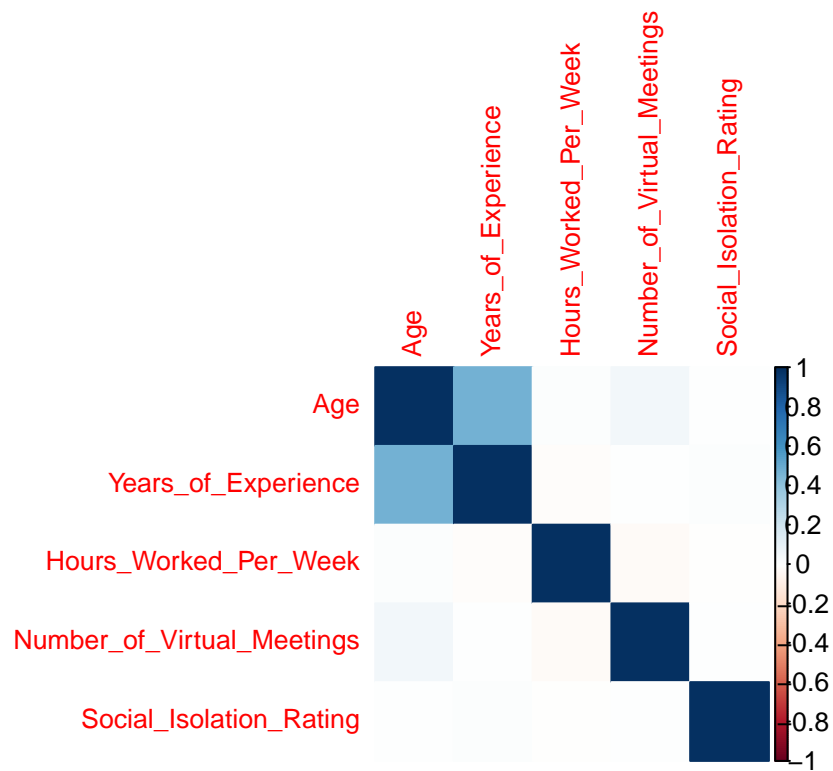 Age
Years_of_Experience
Hours_Worked_Per_Week
Number_of_Virtual_Meetings
Social_Isolation_Rating
Age
Years_of_Experience
Hours_Worked_Per_Week
Number_of_Virtual_Meetings
Social_Isolation_Rating
1
0.8
0.6
0.4
0.2
0
−0.2
−0.4
−0.6
−0.8
−1